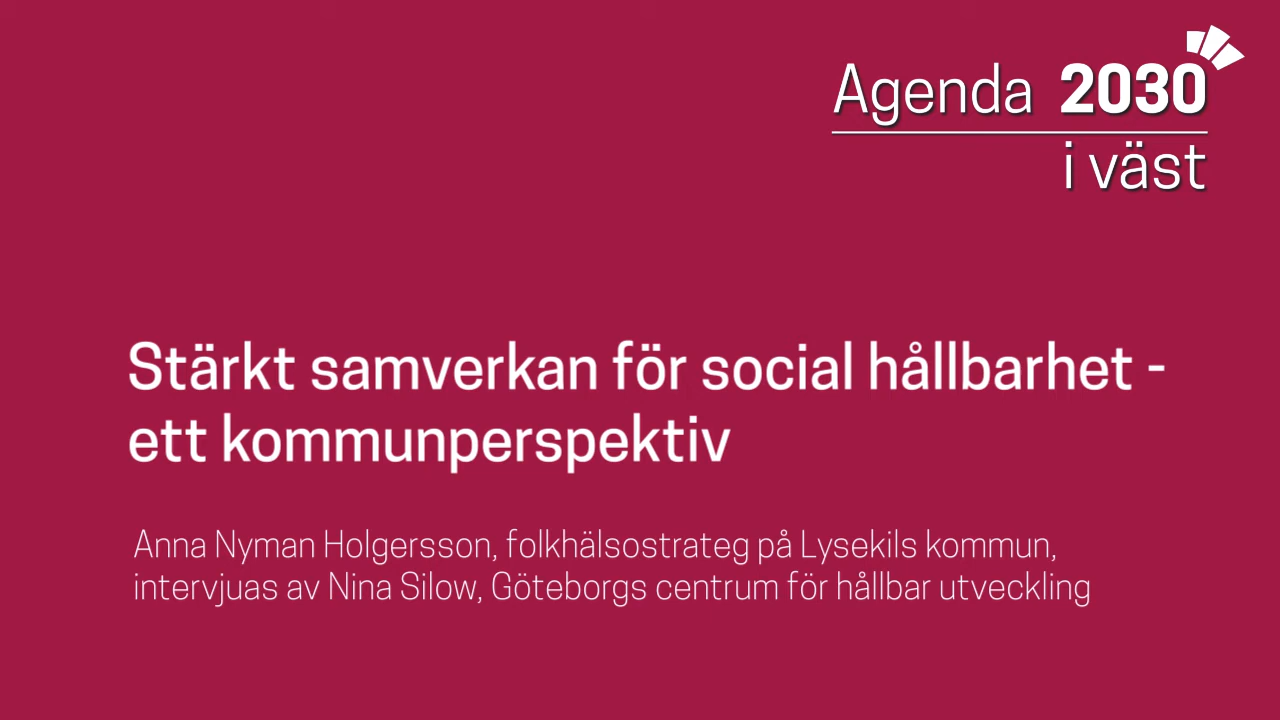 Agenda 2030
i väst
Stärkt samverkan för social hållbarhet -
ett kommunperspektiv
Anna Nyman Holgersson, folkhälsostrateg på Lysekils kommun,
intervjuas av Nina Silow, Göteborgs centrum för hållbar utveckling